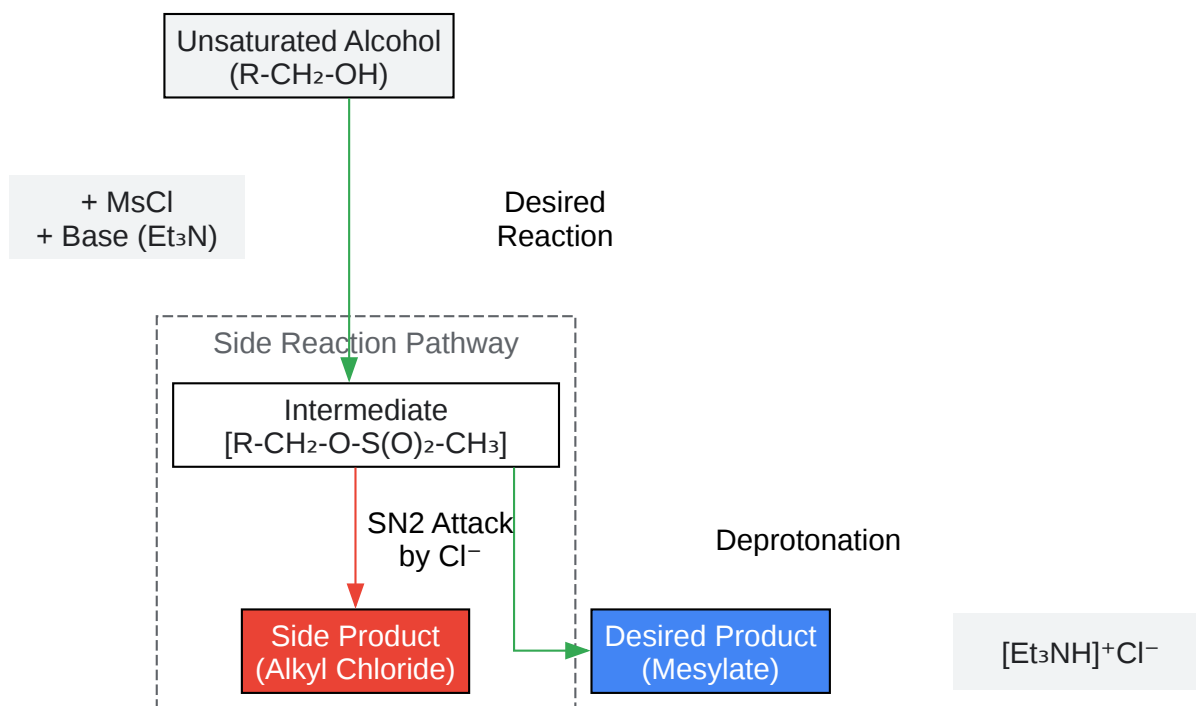 Unsaturated Alcohol
(R-CH₂-OH)
+ MsCl
+ Base (Et₃N)
Desired
Reaction
Side Reaction Pathway
Intermediate
[R-CH₂-O-S(O)₂-CH₃]
SN2 Attack
by Cl⁻
Deprotonation
Side Product
(Alkyl Chloride)
Desired Product
(Mesylate)
[Et₃NH]⁺Cl⁻